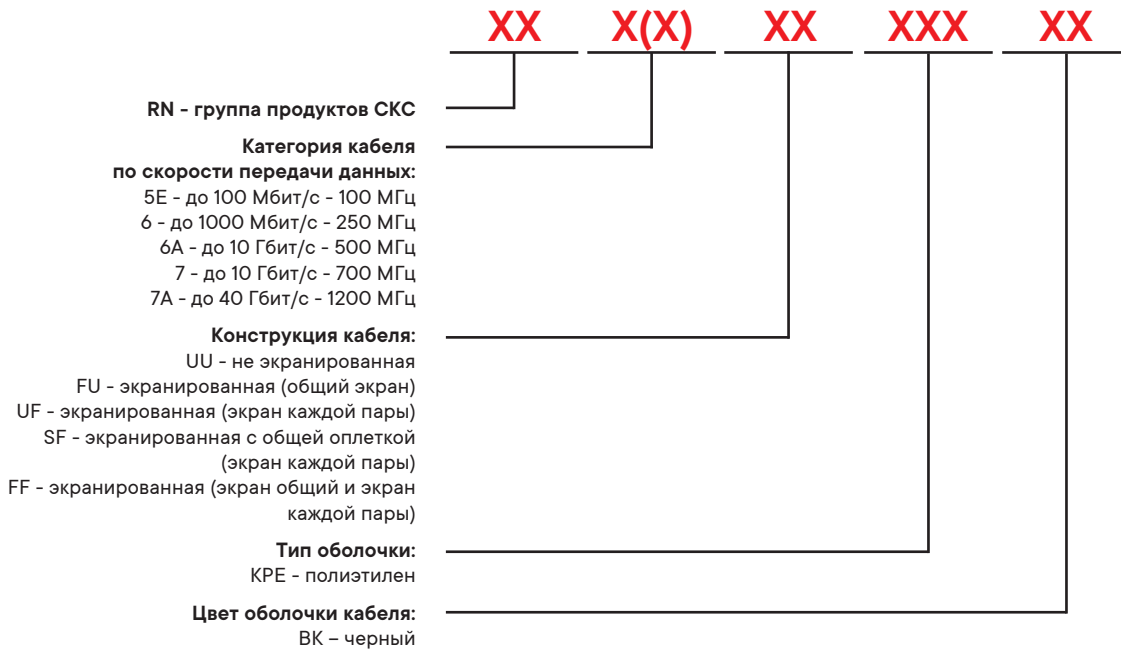 XX X(X) XX XXX XX
RN - группа продуктов СКС
Категория кабеля
по скорости передачи данных:
5E - до 100 Мбит/с - 100 МГц
6 - до 1000 Мбит/с - 250 МГц
6A - до 10 Гбит/с - 500 МГц
7 - до 10 Гбит/с - 700 МГц
7A - до 40 Гбит/с - 1200 МГц
Конструкция кабеля:
UU - не экранированная
FU - экранированная (общий экран)
UF - экранированная (экран каждой пары)
SF - экранированная с общей оплеткой
(экран каждой пары)
FF - экранированная (экран общий и экран
каждой пары)
Тип оболочки:
KPE - полиэтилен
Цвет оболочки кабеля:
BK – черный